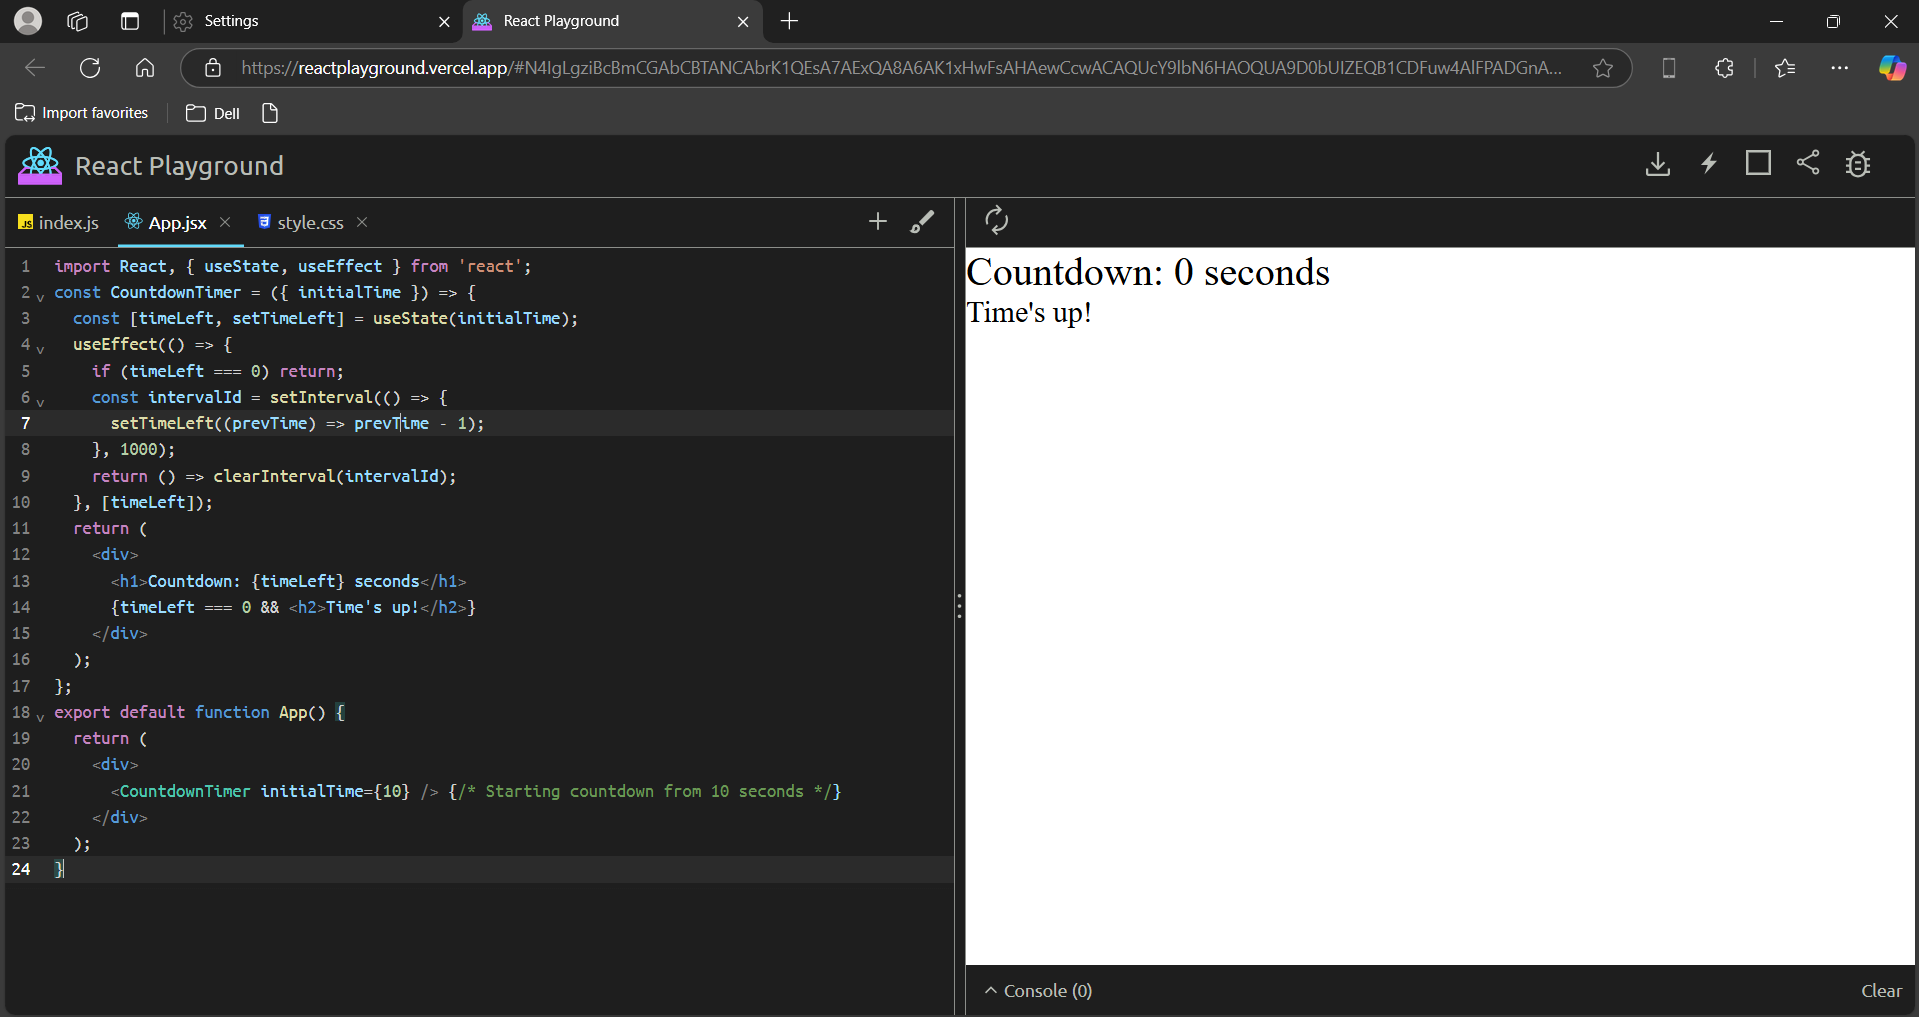 Settings
React Playground
https://reactplayground.vercel.app/#N4IgLgziBcBmCGAbCBTANCAbrK1QEsA7AExQA8A6AK1xHwFsAHAewCcwACAQUcY9lbN6HAOQUA9D0bUIZEQB1CDFuw4AlFPADGnA...
Import favorites
Dell
React Playground
index.js
App.jsx
style.css
1 import React, { useState, useEffect } from 'react';
2 const CountdownTimer = ({ initialTime }) => {
3 const [timeLeft, setTimeLeft] = useState(initialTime);
4 useEffect(() => {
5 if (timeLeft === 0) return;
6 const intervalId = setInterval(() => {
7 setTimeLeft((prevTime) => prevTime - 1);
8 }, 1000);
9 return () => clearInterval(intervalId);
10 }, [timeLeft]);
11 return (
12 <div>
13 <h1>Countdown: {timeLeft} seconds</h1>
14 {timeLeft === 0 && <h2>Time's up!</h2>}
15 </div>
16 );
17 };
18 export default function App() {
19 return (
20 <div>
21 <CountdownTimer initialTime={10} /> {/* Starting countdown from 10 seconds */}
22 </div>
23 );
24 }
Countdown: 0 seconds
Time's up!
Console (0)
Clear